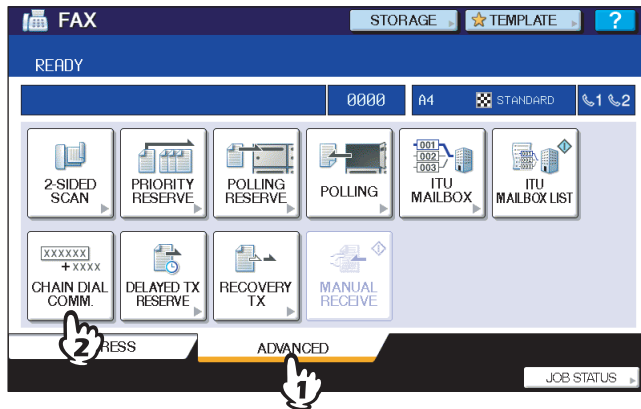 FAX
STORAGE
TEMPLATE
?
READY
0000
A4
STANDARD
1
2
2-SIDED
SCAN
PRIORITY
RESERVE
POLLING
RESERVE
POLLING
001
002
003
ITU
MAILBOX
ITU
MAILBOX LIST
XXXXXX
+XXXX
CHAIN DIAL
COMM.
DELAYED TX
RESERVE
RECOVERY
TX
MANUAL
RECEIVE
2
RESS
ADVANCED
1
JOB STATUS